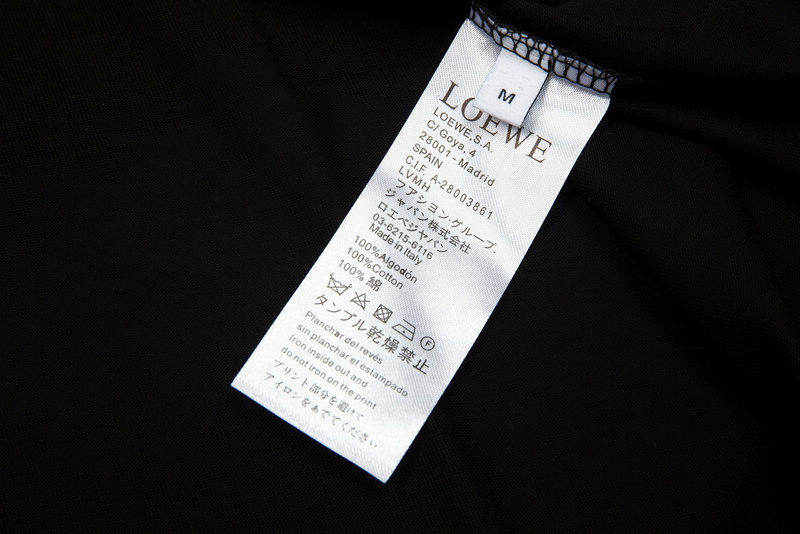 M
LOEWE
LOEWE,S.A.
C/ Goya, 4
28001 - Madrid
SPAIN
C.I.F. A-28003861
LVMH
ファション.グループ.
ジャパン株式会社
ロエベジャパン
03-6215-6116
Made in Italy
100%Algodón
100%Cotton
100% 綿
F
タンブル乾燥禁止
Planchar del revés
sin planchar el estampado
Iron inside out and
do not iron on the print
プリント部分を避けて
アイロンをあでてください